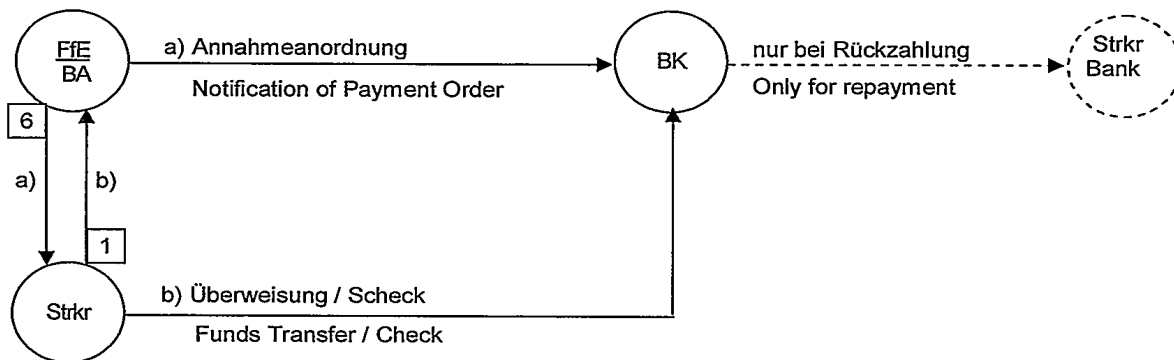 FfE
BA
a) Annahmeanordnung
Notification of Payment Order
BK
nur bei Rückzahlung
Only for repayment
Strkr
Bank
6
a)
b)
1
Strkr
b) Überweisung / Scheck
Funds Transfer / Check